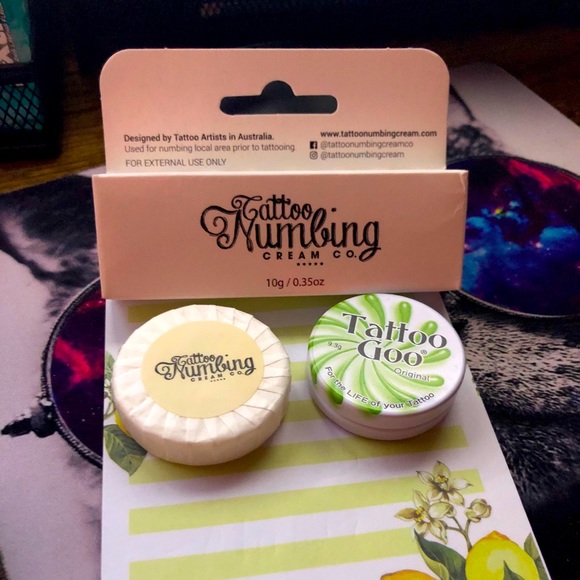 Designed by Tattoo Artists in Australia.
Used for numbing local area prior to tattooing.
FOR EXTERNAL USE ONLY
www.tattoonumbingcream.com
@tattoonumbingcreamco
@tattoonumbingcream
Tattoo
Numbing
CREAM CO.
10g / 0.35oz
Tattoo
Numbing
CREAM CO.
Tattoo
Goo®
9.3g
Original
For the LIFE of your Tattoo